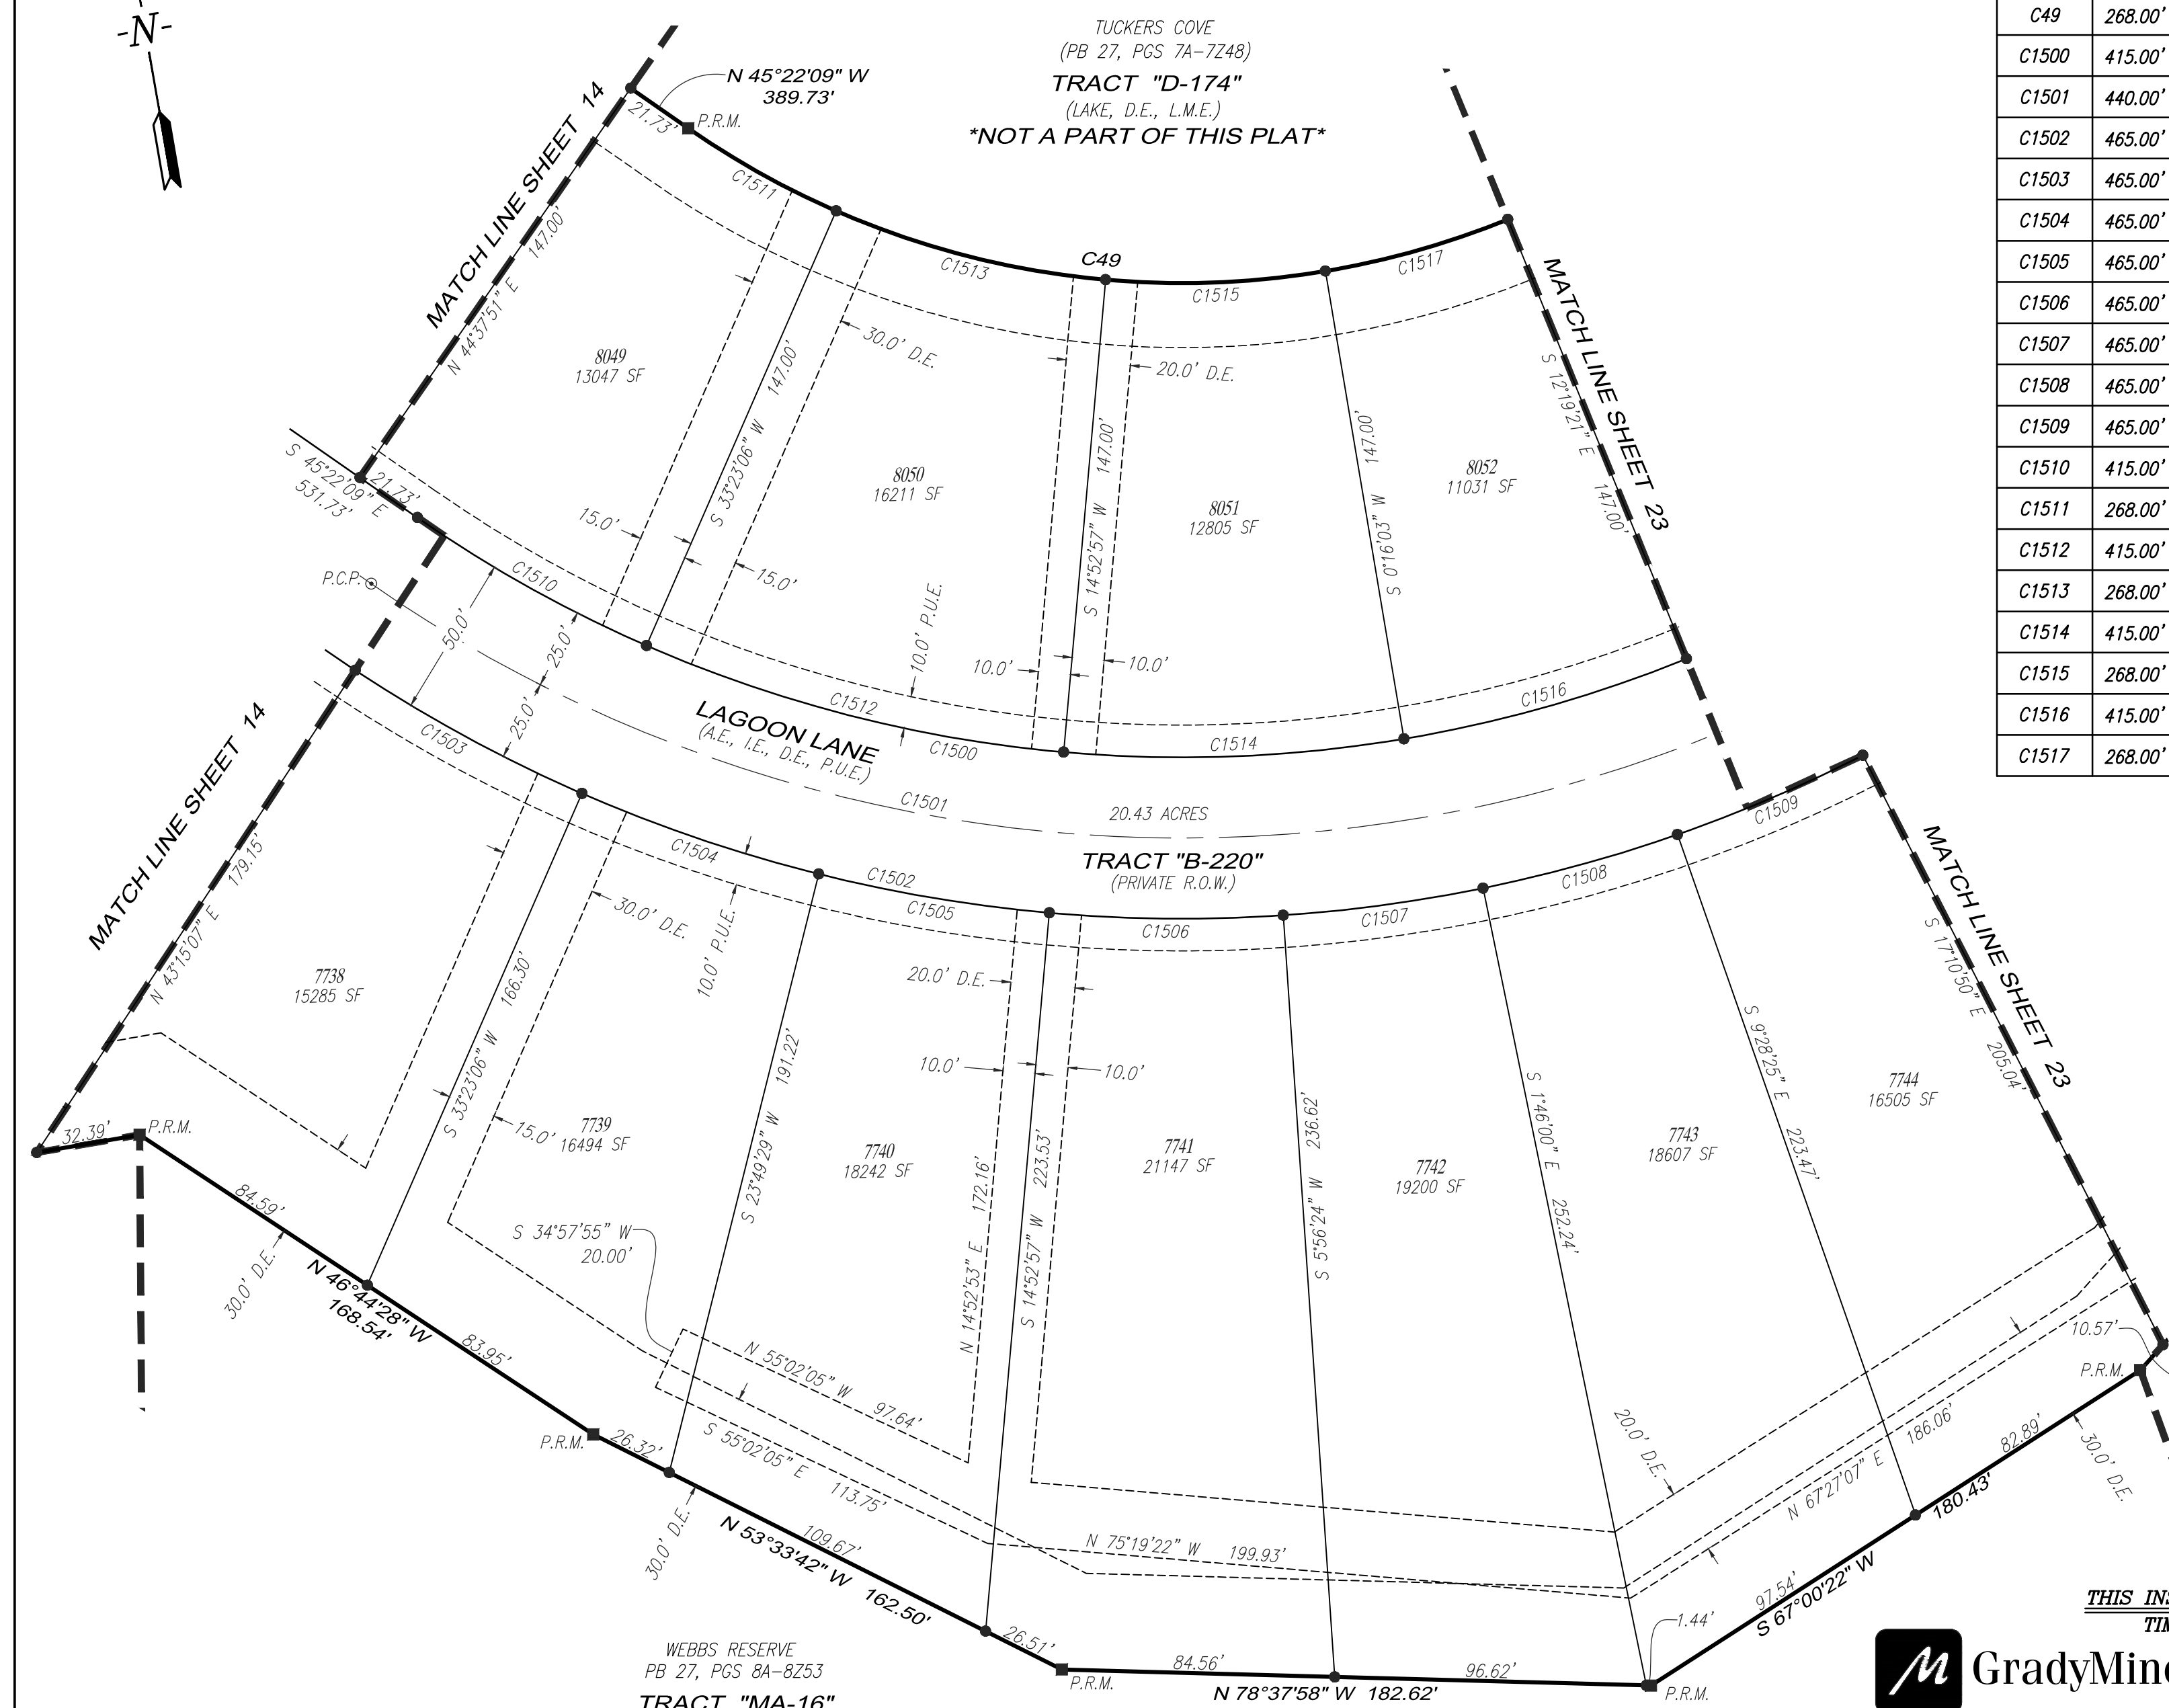 -N-
TUCKERS COVE
(PB 27, PGS 7A-7Z48)
TRACT "D-174"
(LAKE, D.E., L.M.E.)
*NOT A PART OF THIS PLAT*
N 45°22'09" W
389.73'
21.73'
P.R.M.
MATCH LINE SHEET 14
N 44°37'51" E 147.00'
C1511
C1513
C49
C1515
C1517
MATCH LINE SHEET 23
S 12°19'21" E 147.00'
8049
13047 SF
S 33°23'06" W 147.00'
30.0' D.E.
20.0' D.E.
8050
16211 SF
S 14°52'57" W 147.00'
8051
12805 SF
S 0°16'03" W 147.00'
8052
11031 SF
S 45°22'09" E
531.73'
21.73'
15.0'
15.0'
P.C.P.
C1510
50.0'
25.0'
25.0'
10.0' P.U.E.
10.0'
10.0'
C1512
C1500
C1514
C1516
LAGOON LANE
(A.E., I.E., D.E., P.U.E.)
C1501
20.43 ACRES
TRACT "B-220"
(PRIVATE R.O.W.)
C1503
C1504
C1502
C1505
C1506
C1507
C1508
C1509
MATCH LINE SHEET 14
N 43°15'07" E 179.15'
MATCH LINE SHEET 23
S 17°10'50" E 205.04'
7738
15285 SF
S 33°23'06" W 166.30'
30.0' D.E.
10.0' P.U.E.
15.0'
7739
16494 SF
S 23°49'29" W 191.22'
20.0' D.E.
10.0'
10.0'
7740
18242 SF
N 14°52'53" E 172.16'
S 14°52'57" W 223.53'
7741
21147 SF
S 5°56'24" W 236.62'
7742
19200 SF
S 1°46'00" E 252.24'
7743
18607 SF
S 9°28'25" E 223.47'
7744
16505 SF
32.39'
P.R.M.
84.59'
30.0' D.E.
N 46°44'28" W
168.54'
83.95'
S 34°57'55" W
20.00'
N 55°02'05" W 97.64'
S 55°02'05" E 113.75'
P.R.M.
26.32'
30.0' D.E.
109.67'
N 53°33'42" W 162.50'
26.51'
P.R.M.
N 75°19'22" W 199.93'
84.56'
96.62'
N 78°37'58" W 182.62'
20.0' D.E.
N 67°27'07" E 186.06'
10.57'
P.R.M.
82.89'
30.0' D.E.
180.43'
97.54'
S 67°00'22" W
1.44'
P.R.M.
WEBBS RESERVE
PB 27, PGS 8A-8Z53
TRACT "MA-16"
C49 268.00'
C1500 415.00'
C1501 440.00'
C1502 465.00'
C1503 465.00'
C1504 465.00'
C1505 465.00'
C1506 465.00'
C1507 465.00'
C1508 465.00'
C1509 465.00'
C1510 415.00'
C1511 268.00'
C1512 415.00'
C1513 268.00'
C1514 415.00'
C1515 268.00'
C1516 415.00'
C1517 268.00'
THIS INS
TIM
GradyMin